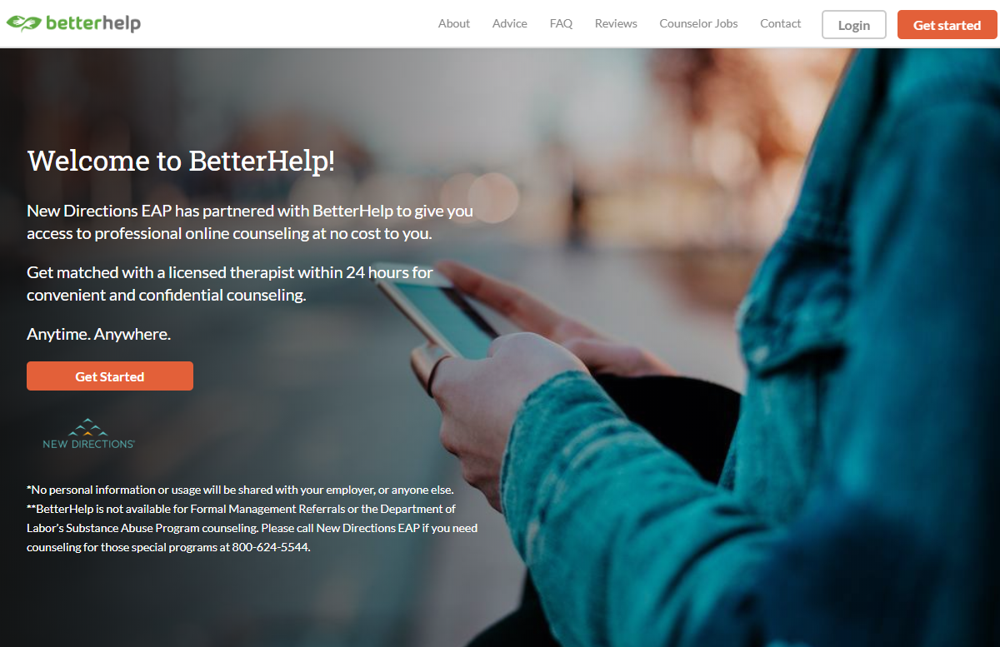 betterhelp
About
Advice
FAQ
Reviews
Counselor Jobs
Contact
Login
Get started
Welcome to BetterHelp!
New Directions EAP has partnered with BetterHelp to give you
access to professional online counseling at no cost to you.
Get matched with a licensed therapist within 24 hours for
convenient and confidential counseling.
Anytime. Anywhere.
Get Started
NEW DIRECTIONS®
*No personal information or usage will be shared with your employer, or anyone else.
**BetterHelp is not available for Formal Management Referrals or the Department of
Labor's Substance Abuse Program counseling. Please call New Directions EAP if you need
counseling for those special programs at 800-624-5544.